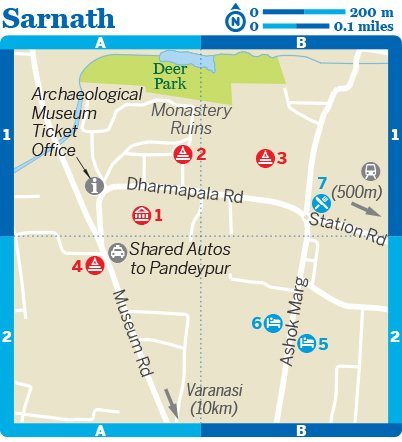 Sarnath
N
0 200 m
0 0.1 miles
A
B
Deer
Park
Archaeological
Museum
Ticket
Office
Monastery
Ruins
1
1
2
3
7
(500m)
i
Dharmapala Rd
1
Station Rd
Shared Autos
to Pandeypur
4
Museum Rd
Ashok Marg
2
2
6
5
Varanasi
(10km)
A
B